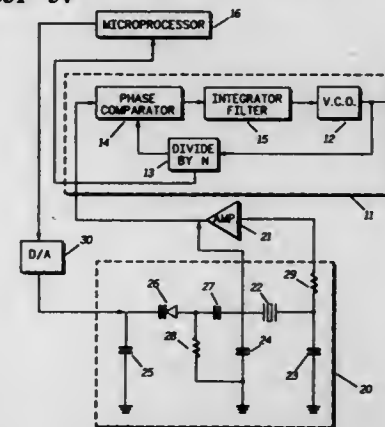 MICROPROCESSOR
16
PHASE COMPARATOR
14
INTEGRATOR FILTER
15
V.C.O.
12
DIVIDE BY N
13
11
AMP
21
D/A
30
29
26
27
22
28
24
25
23
20